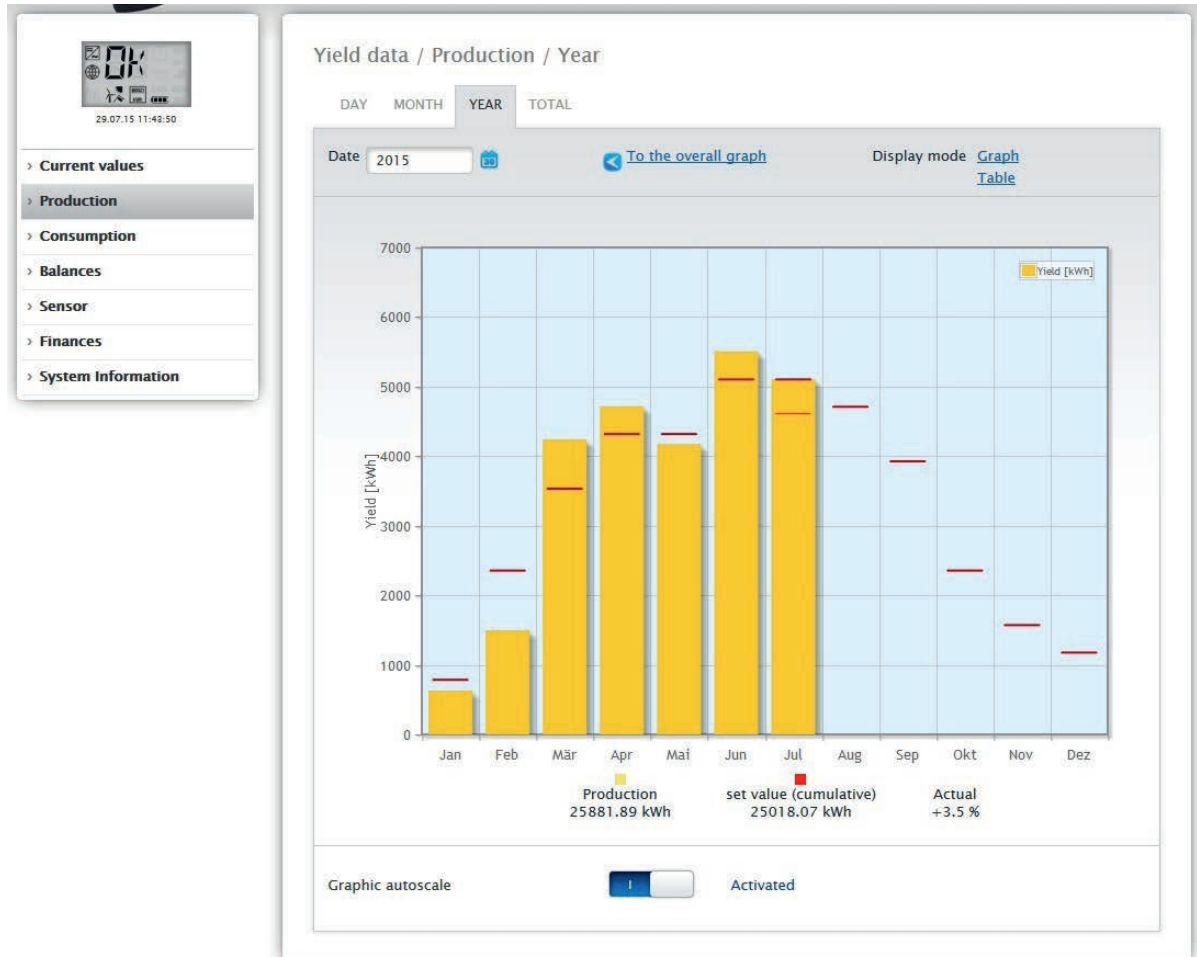 OK
29.07.15 11:43:50
› Current values
› Production
› Consumption
› Balances
› Sensor
› Finances
› System Information
Yield data / Production / Year
DAY MONTH YEAR TOTAL
Date 2015 To the overall graph Display mode Graph
Table
7000
6000
5000
4000
3000
2000
1000
0
Yield [kWh]
Yield [kWh]
Jan Feb Mär Apr Mai Jun Jul Aug Sep Okt Nov Dez
Production set value (cumulative) Actual
25881.89 kWh 25018.07 kWh +3.5 %
Graphic autoscale I Activated